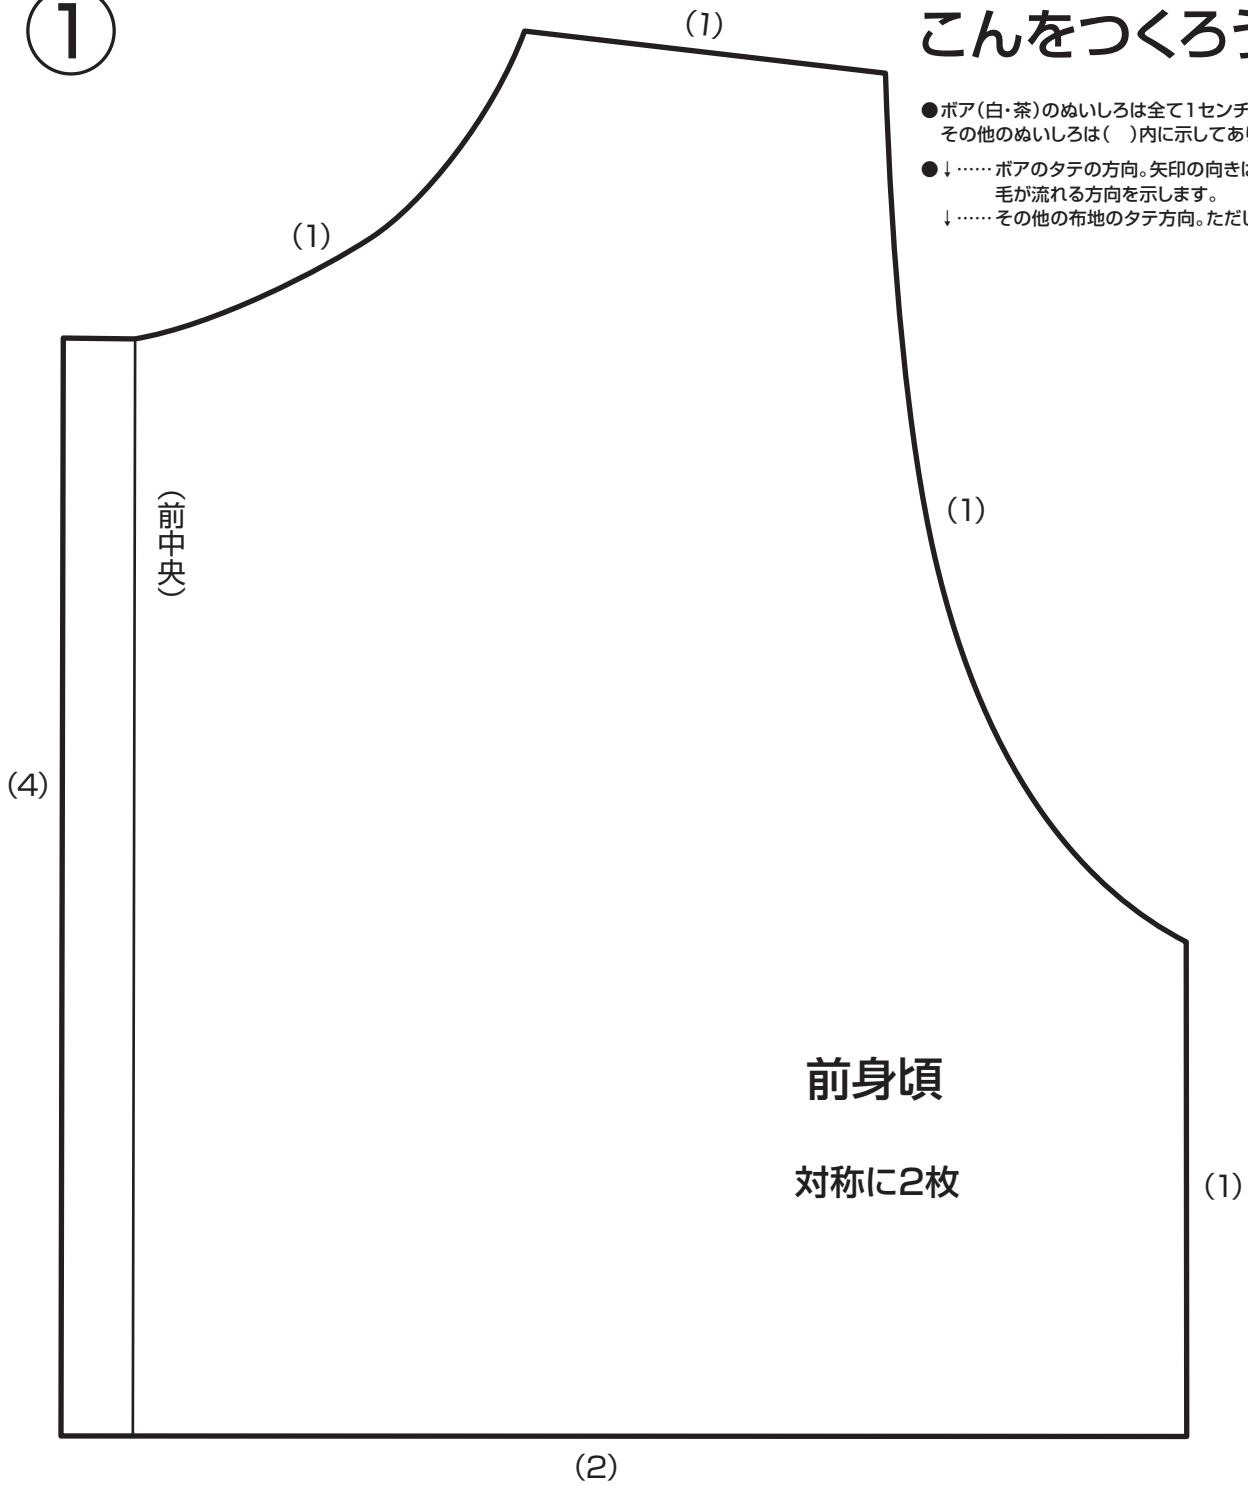 ①
こんをつくろう
●ボア(白・茶)のぬいしろは全て1センチ
その他のぬいしろは( )内に示してあ
●↓……ボアのタテの方向。矢印の向きは
毛が流れる方向を示します。
↓……その他の布地のタテ方向。ただし
(1)
(1)
(前中央)
(1)
(4)
前身頃
対称に2枚
(1)
(2)